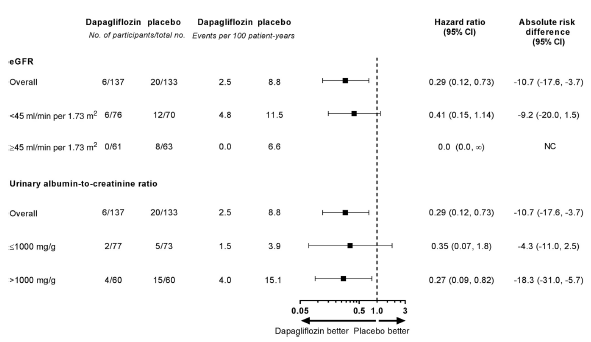 Dapagliflozin placebo Dapagliflozin placebo Hazard ratio (95% CI) Absolute risk difference (95% CI)
No. of participants/total no. Events per 100 patient-years
eGFR
Overall 6/137 20/133 2.5 8.8 0.29 (0.12, 0.73) -10.7 (-17.6, -3.7)
<45 ml/min per 1.73 m² 6/76 12/70 4.8 11.5 0.41 (0.15, 1.14) -9.2 (-20.0, 1.5)
≥45 ml/min per 1.73 m² 0/61 8/63 0.0 6.6 0.0 (0.0, ∞) NC
Urinary albumin-to-creatinine ratio
Overall 6/137 20/133 2.5 8.8 0.29 (0.12, 0.73) -10.7 (-17.6, -3.7)
≤1000 mg/g 2/77 5/73 1.5 3.9 0.35 (0.07, 1.8) -4.3 (-11.0, 2.5)
>1000 mg/g 4/60 15/60 4.0 15.1 0.27 (0.09, 0.82) -18.3 (-31.0, -5.7)
0.05 0.5 1.0 3
Dapagliflozin better Placebo better